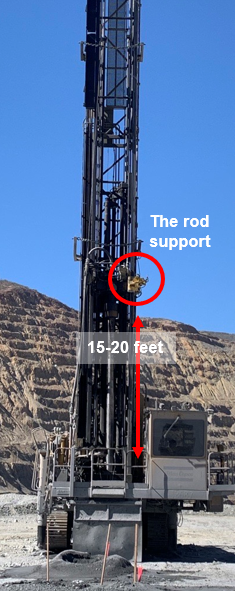 The rod
support
15-20 feet